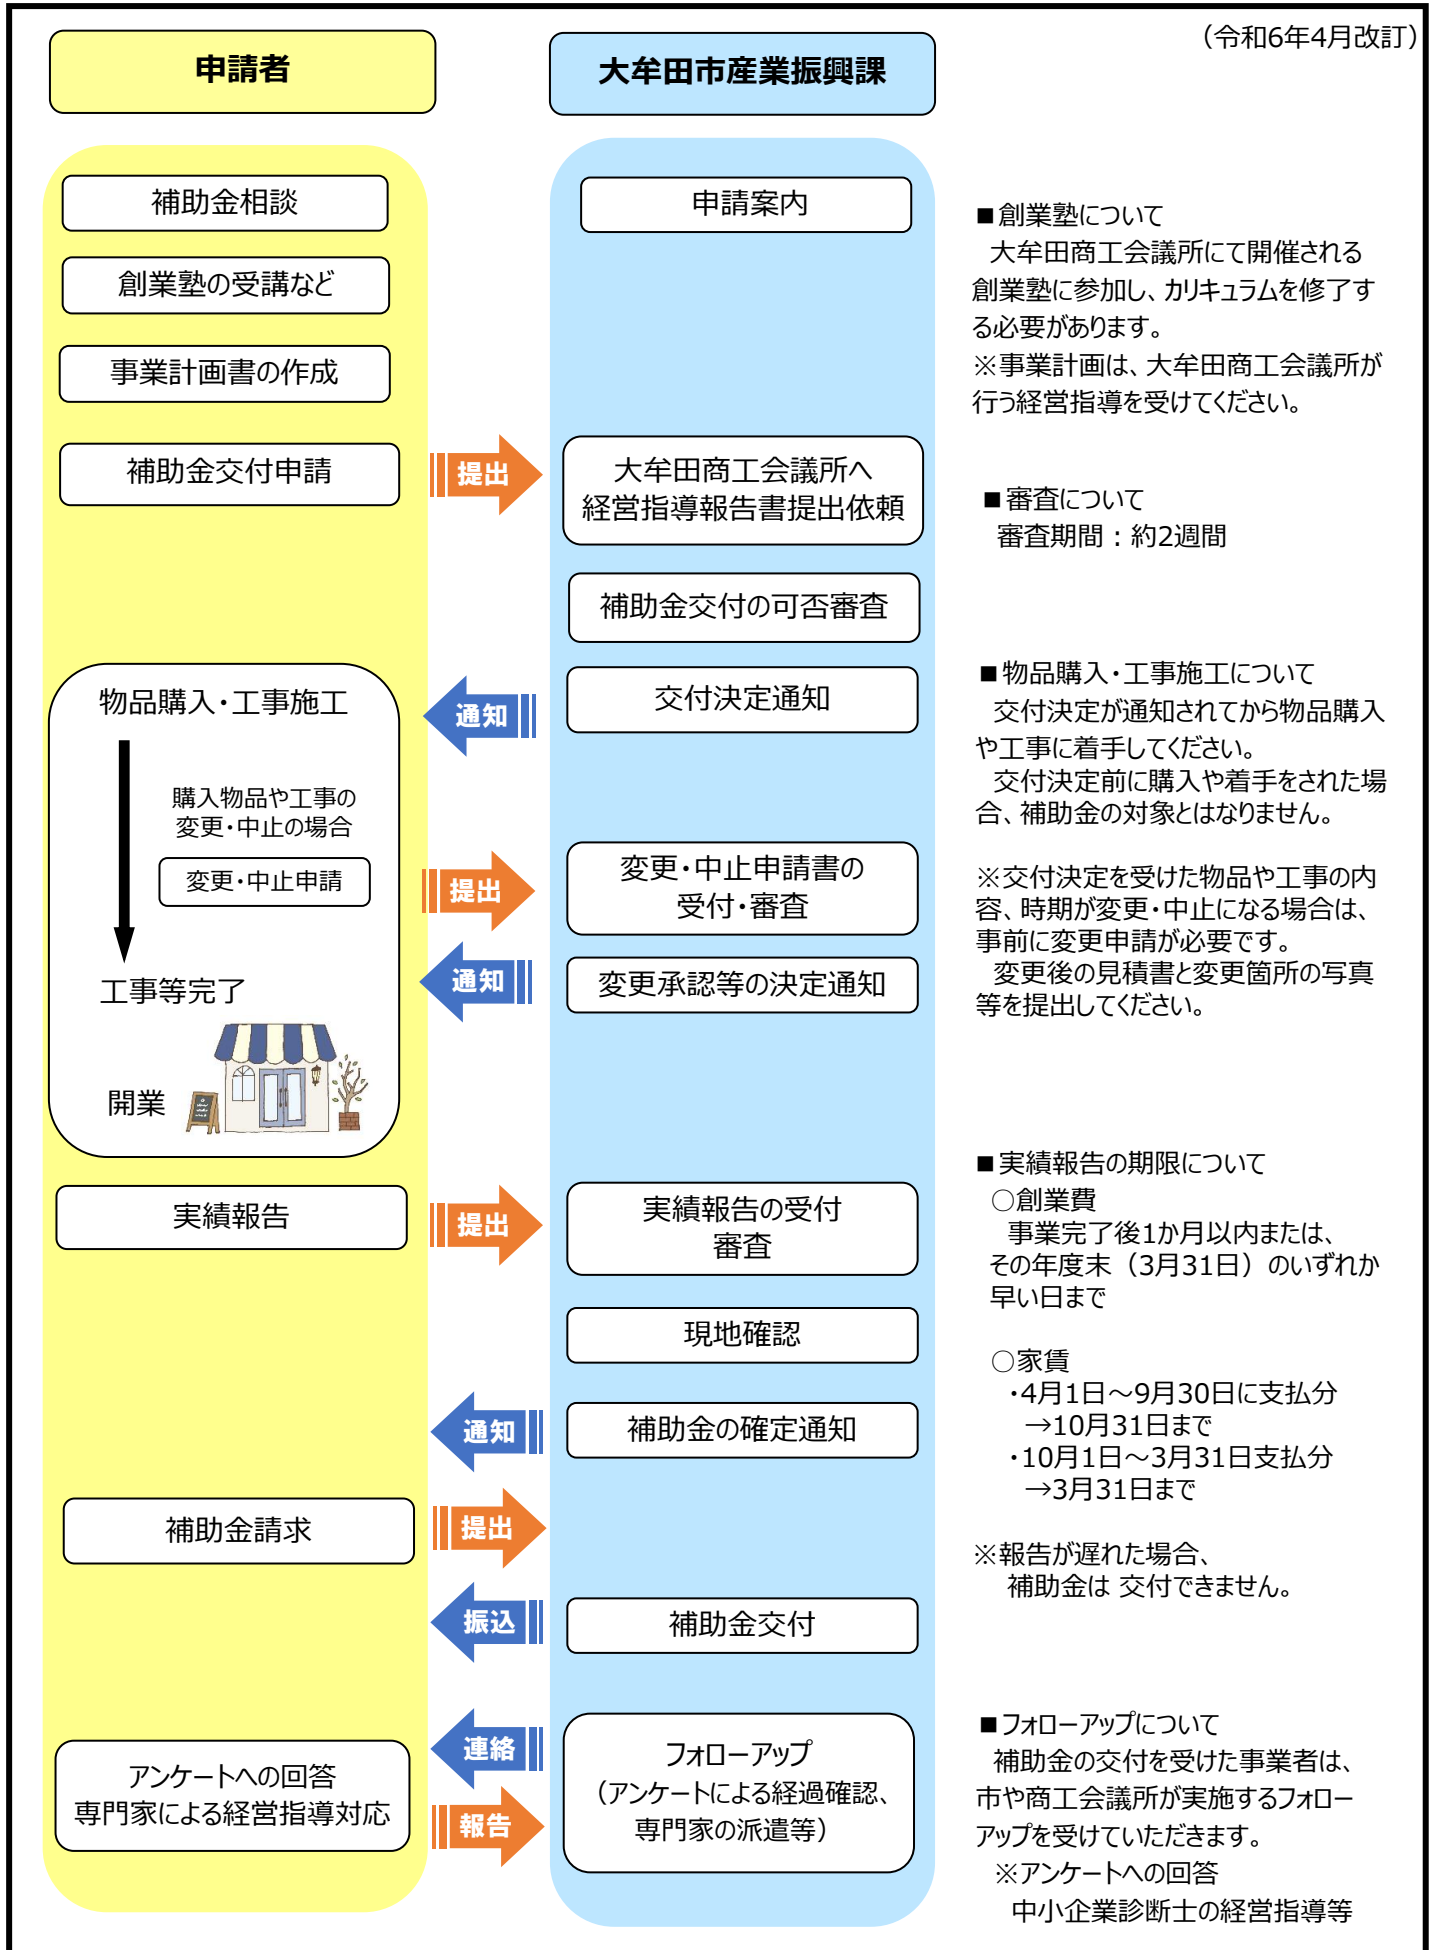 （令和6年4月改訂）
申請者
大牟田市産業振興課
補助金相談
申請案内
創業塾の受講など
事業計画書の作成
補助金交付申請
提出
大牟田商工会議所へ
経営指導報告書提出依頼
補助金交付の可否審査
交付決定通知
通知
物品購入・工事施工
購入物品や工事の
変更・中止の場合
変更・中止申請
提出
変更・中止申請書の
受付・審査
通知
変更承認等の決定通知
工事等完了
開業
実績報告
提出
実績報告の受付
審査
現地確認
通知
補助金の確定通知
補助金請求
提出
振込
補助金交付
連絡
フォローアップ
（アンケートによる経過確認、
専門家の派遣等）
アンケートへの回答
専門家による経営指導対応
報告
■創業塾について
大牟田商工会議所にて開催される
創業塾に参加し、カリキュラムを修了す
る必要があります。
※事業計画は、大牟田商工会議所が
行う経営指導を受けてください。
■審査について
審査期間：約2週間
■物品購入・工事施工について
交付決定が通知されてから物品購入
や工事に着手してください。
交付決定前に購入や着手をされた場
合、補助金の対象とはなりません。
※交付決定を受けた物品や工事の内
容、時期が変更・中止になる場合は、
事前に変更申請が必要です。
変更後の見積書と変更箇所の写真
等を提出してください。
■実績報告の期限について
○創業費
事業完了後1か月以内または、
その年度末（3月31日）のいずれか
早い日まで
○家賃
・4月1日～9月30日に支払分
→10月31日まで
・10月1日～3月31日支払分
→3月31日まで
※報告が遅れた場合、
補助金は 交付できません。
■フォローアップについて
補助金の交付を受けた事業者は、
市や商工会議所が実施するフォロー
アップを受けていただきます。
※アンケートへの回答
中小企業診断士の経営指導等